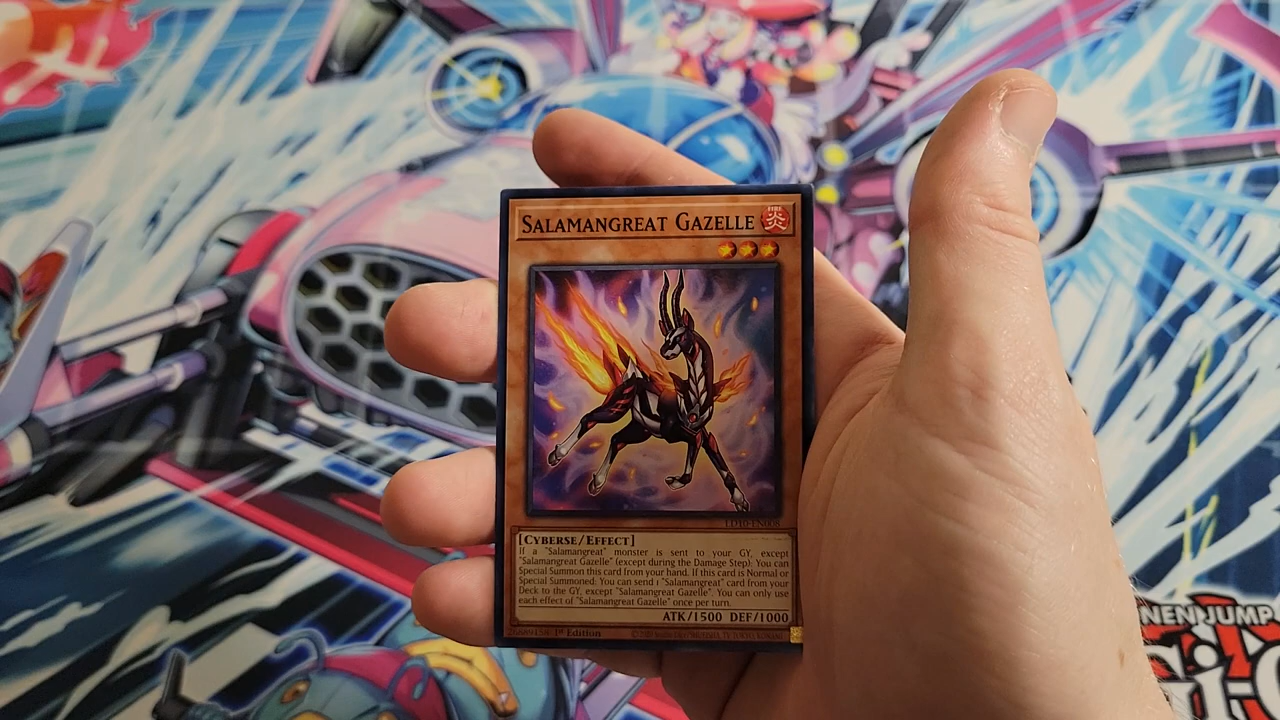 SALAMANGREAT GAZELLE
FIRE
炎
LD10-EN008
[CYBERSE/EFFECT]
If a "Salamangreat" monster is sent to your GY, except
"Salamangreat Gazelle" (except during the Damage Step): You can
Special Summon this card from your hand. If this card is Normal or
Special Summoned: You can send 1 "Salamangreat" card from your
Deck to the GY, except "Salamangreat Gazelle". You can only use
each effect of "Salamangreat Gazelle" once per turn.
ATK/1500 DEF/1000
1st Edition
NEN JUMP